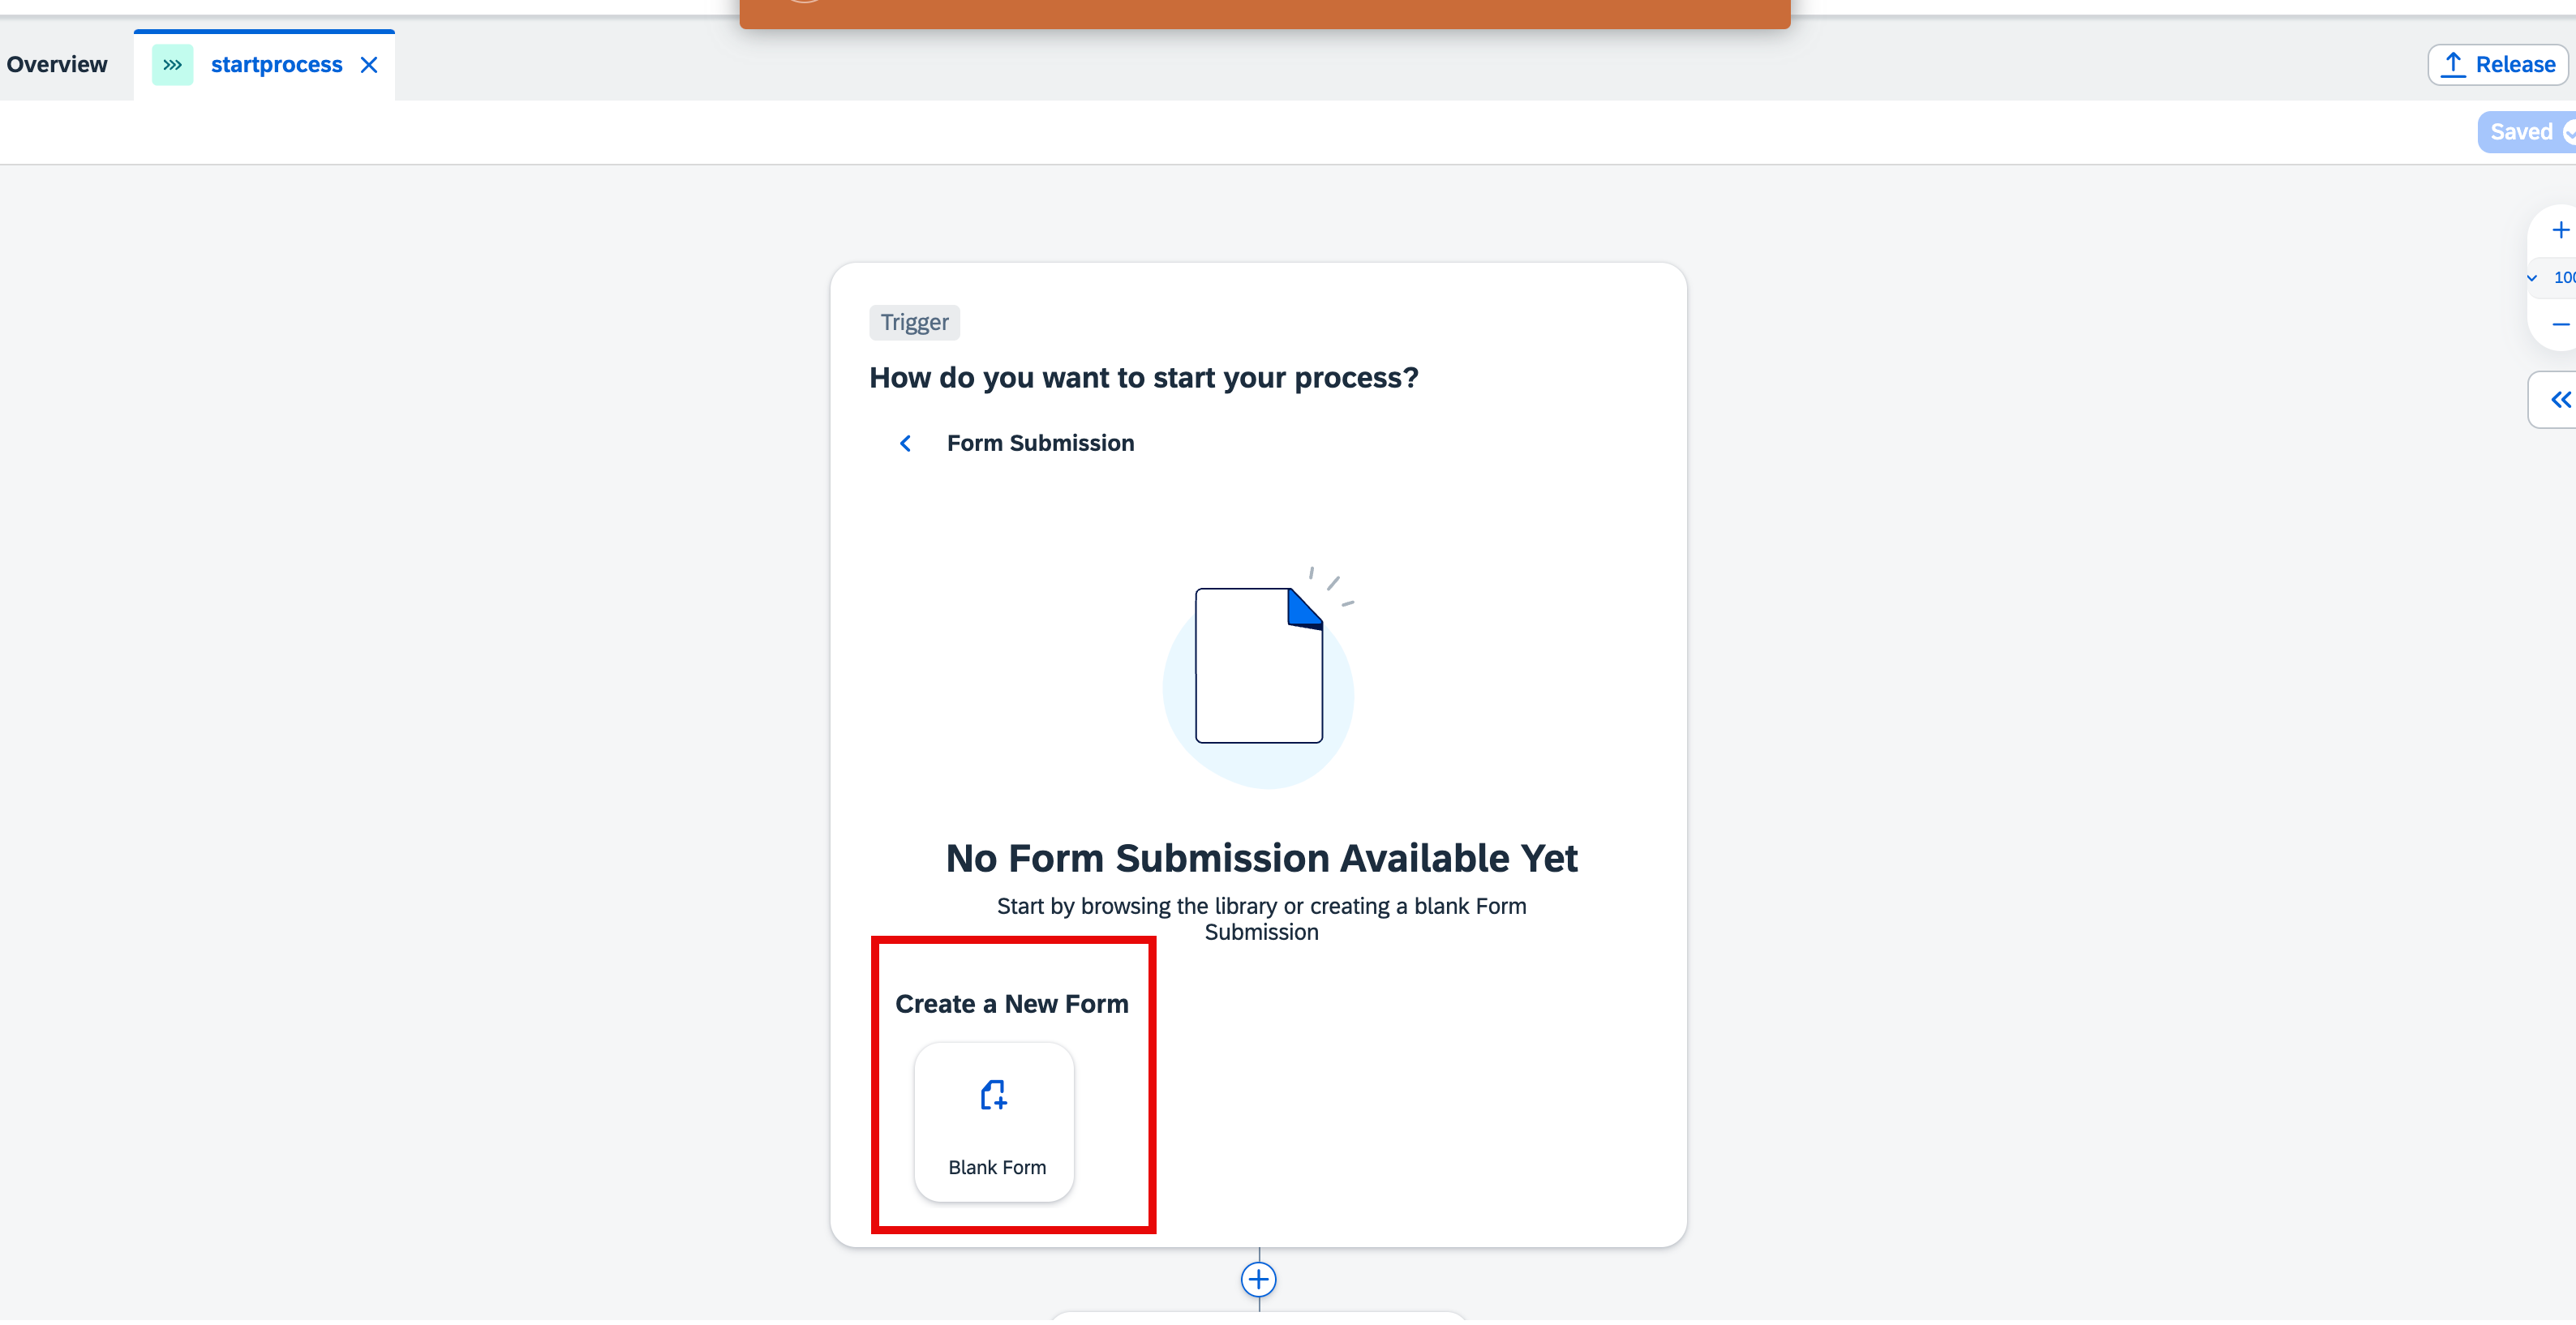 Overview
startprocess
Release
Saved
Trigger
How do you want to start your process?
Form Submission
No Form Submission Available Yet
Start by browsing the library or creating a blank Form
Submission
Create a New Form
Blank Form